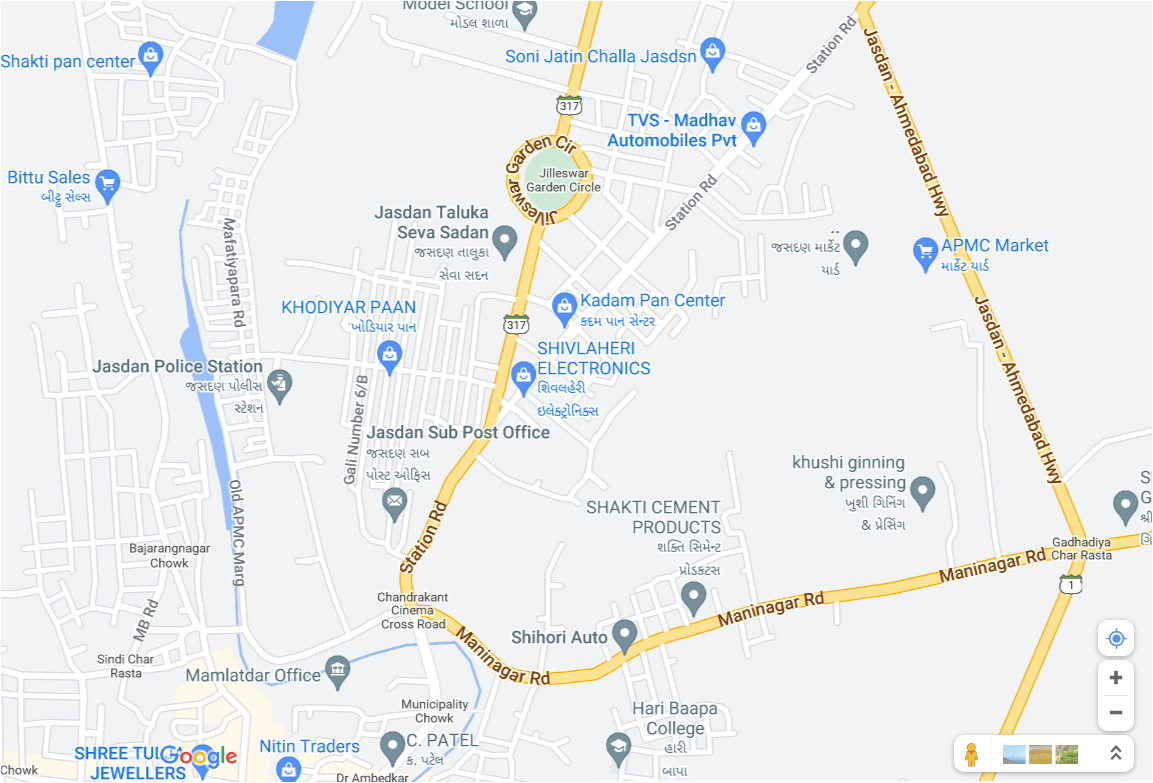 Model School
મોડલ શાળા
Station Rd
Soni Jatin Challa Jasdsn
Shakti pan center
Jasdan - Ahmedabad Hwy
317
TVS - Madhav
Automobiles Pvt
Jilleswar Garden Cir
Jilleswar
Garden Circle
Bittu Sales
બીટ્ટુ સેલ્સ
Station Rd
Jasdan Taluka
Seva Sadan
જસદણ તાલુકા
સેવા સદન
Mafatiyapara Rd
જસદણ માર્કેટ
યાર્ડ
APMC Market
માર્કેટ યાર્ડ
KHODIYAR PAAN
ખોડિયાર પાન
Kadam Pan Center
કદમ પાન સેન્ટર
317
Jasdan - Ahmedabad Hwy
SHIVLAHERI
ELECTRONICS
શિવલહેરી
ઇલેક્ટ્રોનિક્સ
Jasdan Police Station
જસદણ પોલીસ
સ્ટેશન
Gali Number 6/B
Jasdan Sub Post Office
જસદણ સબ
પોસ્ટ ઓફિસ
khushi ginning
& pressing
ખુશી ગિનિંગ
& પ્રેસિંગ
Old APMC Marg
SHAKTI CEMENT
PRODUCTS
શક્તિ સિમેન્ટ
પ્રોડક્ટસ
Station Rd
Bajarangnagar
Chowk
Gadhadiya
Char Rasta
Maninagar Rd
1
Chandrakant
Cinema
Cross Road
Maninagar Rd
MB Rd
Shihori Auto
Maninagar Rd
Sindi Char
Rasta
Mamlatdar Office
Municipality
Chowk
Hari Baapa
College
હારી
બાપા
C. PATEL
ક. પટેલ
Nitin Traders
SHREE TULSA
JEWELLERS
Google
Chowk
Dr Ambedkar